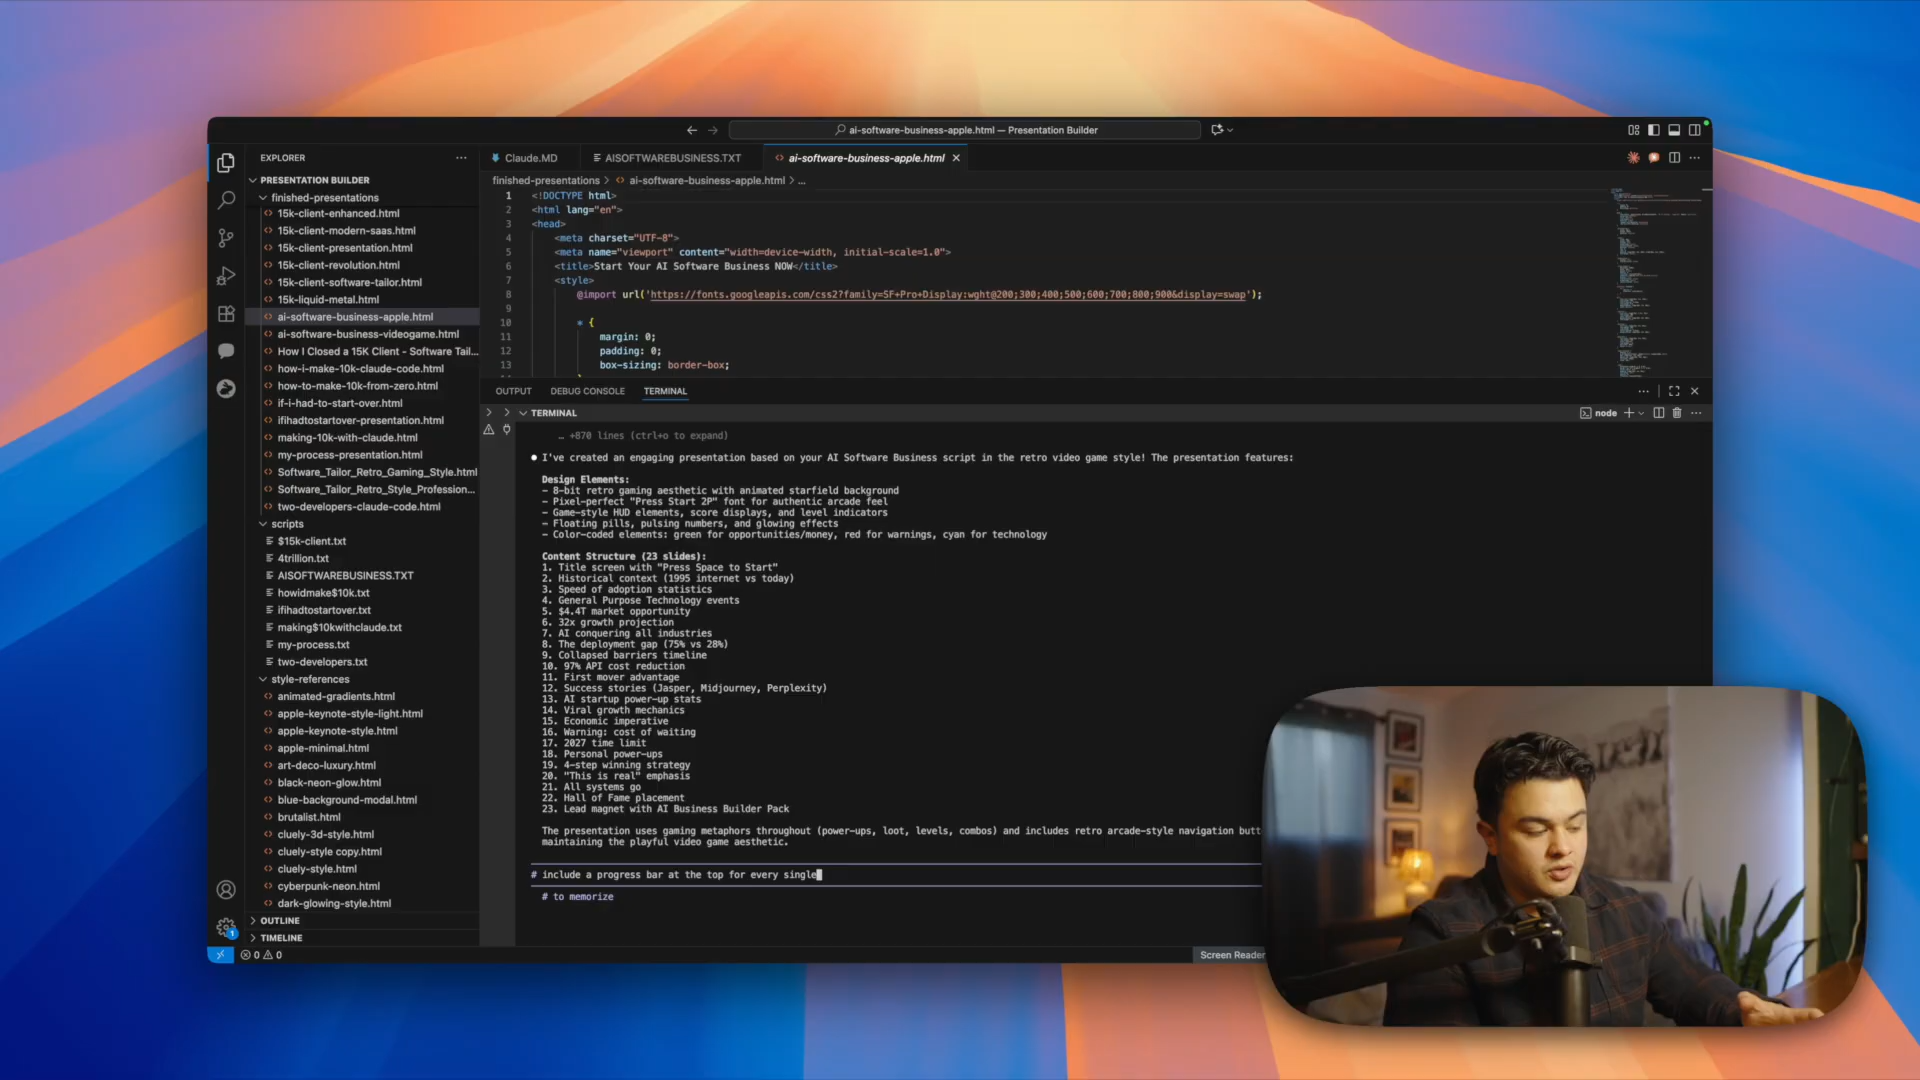 ai-software-business-apple.html — Presentation Builder
EXPLORER
PRESENTATION BUILDER
finished-presentations
15k-client-enhanced.html
15k-client-modern-saas.html
15k-client-presentation.html
15k-client-revolution.html
15k-client-software-tailor.html
15k-liquid-metal.html
ai-software-business-apple.html
ai-software-business-videogame.html
How I Closed a 15K Client - Software Tail...
how-i-make-10k-claude-code.html
how-to-make-10k-from-zero.html
if-i-had-to-start-over.html
ifihadtostartover-presentation.html
making-10k-with-claude.html
my-process-presentation.html
Software_Tailor_Retro_Gaming_Style.html
Software_Tailor_Retro_Style_Profession...
two-developers-claude-code.html
scripts
$15k-client.txt
4trillion.txt
AISOFTWAREBUSINESS.TXT
howidmake$10k.txt
ifihadtostartover.txt
making$10kwithclaude.txt
my-process.txt
two-developers.txt
style-references
animated-gradients.html
apple-keynote-style-light.html
apple-keynote-style.html
apple-minimal.html
art-deco-luxury.html
black-neon-glow.html
blue-background-modal.html
brutalist.html
cluely-3d-style.html
cluely-style copy.html
cluely-style.html
cyberpunk-neon.html
dark-glowing-style.html
OUTLINE
TIMELINE
1
0 0
Claude.MD
AISOFTWAREBUSINESS.TXT
ai-software-business-apple.html
finished-presentations > ai-software-business-apple.html > ...
1 <!DOCTYPE html>
2 <html lang="en">
3 <head>
4 <meta charset="UTF-8">
5 <meta name="viewport" content="width=device-width, initial-scale=1.0">
6 <title>Start Your AI Software Business NOW</title>
7 <style>
8 @import url('https://fonts.googleapis.com/css2?family=SF+Pro+Display:wght@200;300;400;500;600;700;800;900&display=swap');
9
10 * {
11 margin: 0;
12 padding: 0;
13 box-sizing: border-box;
OUTPUT
DEBUG CONSOLE
TERMINAL
TERMINAL
node
… +870 lines (ctrl+o to expand)
I've created an engaging presentation based on your AI Software Business script in the retro video game style! The presentation features:
Design Elements:
- 8-bit retro gaming aesthetic with animated starfield background
- Pixel-perfect "Press Start 2P" font for authentic arcade feel
- Game-style HUD elements, score displays, and level indicators
- Floating pills, pulsing numbers, and glowing effects
- Color-coded elements: green for opportunities/money, red for warnings, cyan for technology
Content Structure (23 slides):
1. Title screen with "Press Space to Start"
2. Historical context (1995 internet vs today)
3. Speed of adoption statistics
4. General Purpose Technology events
5. $4.4T market opportunity
6. 32x growth projection
7. AI conquering all industries
8. The deployment gap (75% vs 28%)
9. Collapsed barriers timeline
10. 97% API cost reduction
11. First mover advantage
12. Success stories (Jasper, Midjourney, Perplexity)
13. AI startup power-up stats
14. Viral growth mechanics
15. Economic imperative
16. Warning: cost of waiting
17. 2027 time limit
18. Personal power-ups
19. 4-step winning strategy
20. "This is real" emphasis
21. All systems go
22. Hall of Fame placement
23. Lead magnet with AI Business Builder Pack
The presentation uses gaming metaphors throughout (power-ups, loot, levels, combos) and includes retro arcade-style navigation
maintaining the playful video game aesthetic.
# include a progress bar at the top for every single
# to memorize
Screen Reader